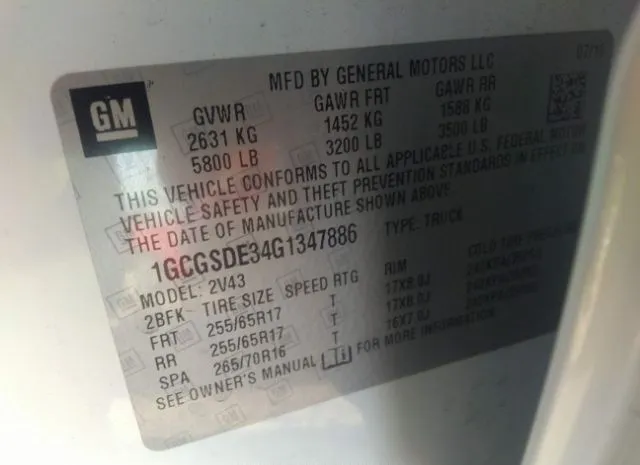 GM
MFD BY GENERAL MOTORS LLC
GVWR GAWR FRT GAWR RR
2631 KG 1452 KG 1588 KG
5800 LB 3200 LB 3500 LB
THIS VEHICLE CONFORMS TO ALL APPLICABLE U.S. FEDERAL MOTOR
VEHICLE SAFETY AND THEFT PREVENTION STANDARDS IN EFFECT ON
THE DATE OF MANUFACTURE SHOWN ABOVE.
1GCGSDE34G1347886 TYPE: TRUCK
MODEL: 2V43
2BFK TIRE SIZE SPEED RTG RIM COLD TIRE
FRT 255/65R17 T 17X8.0J
RR 255/65R17 T 17X8.0J
SPA 265/70R16 T 16X7.0J
SEE OWNER'S MANUAL FOR MORE INFORMATION